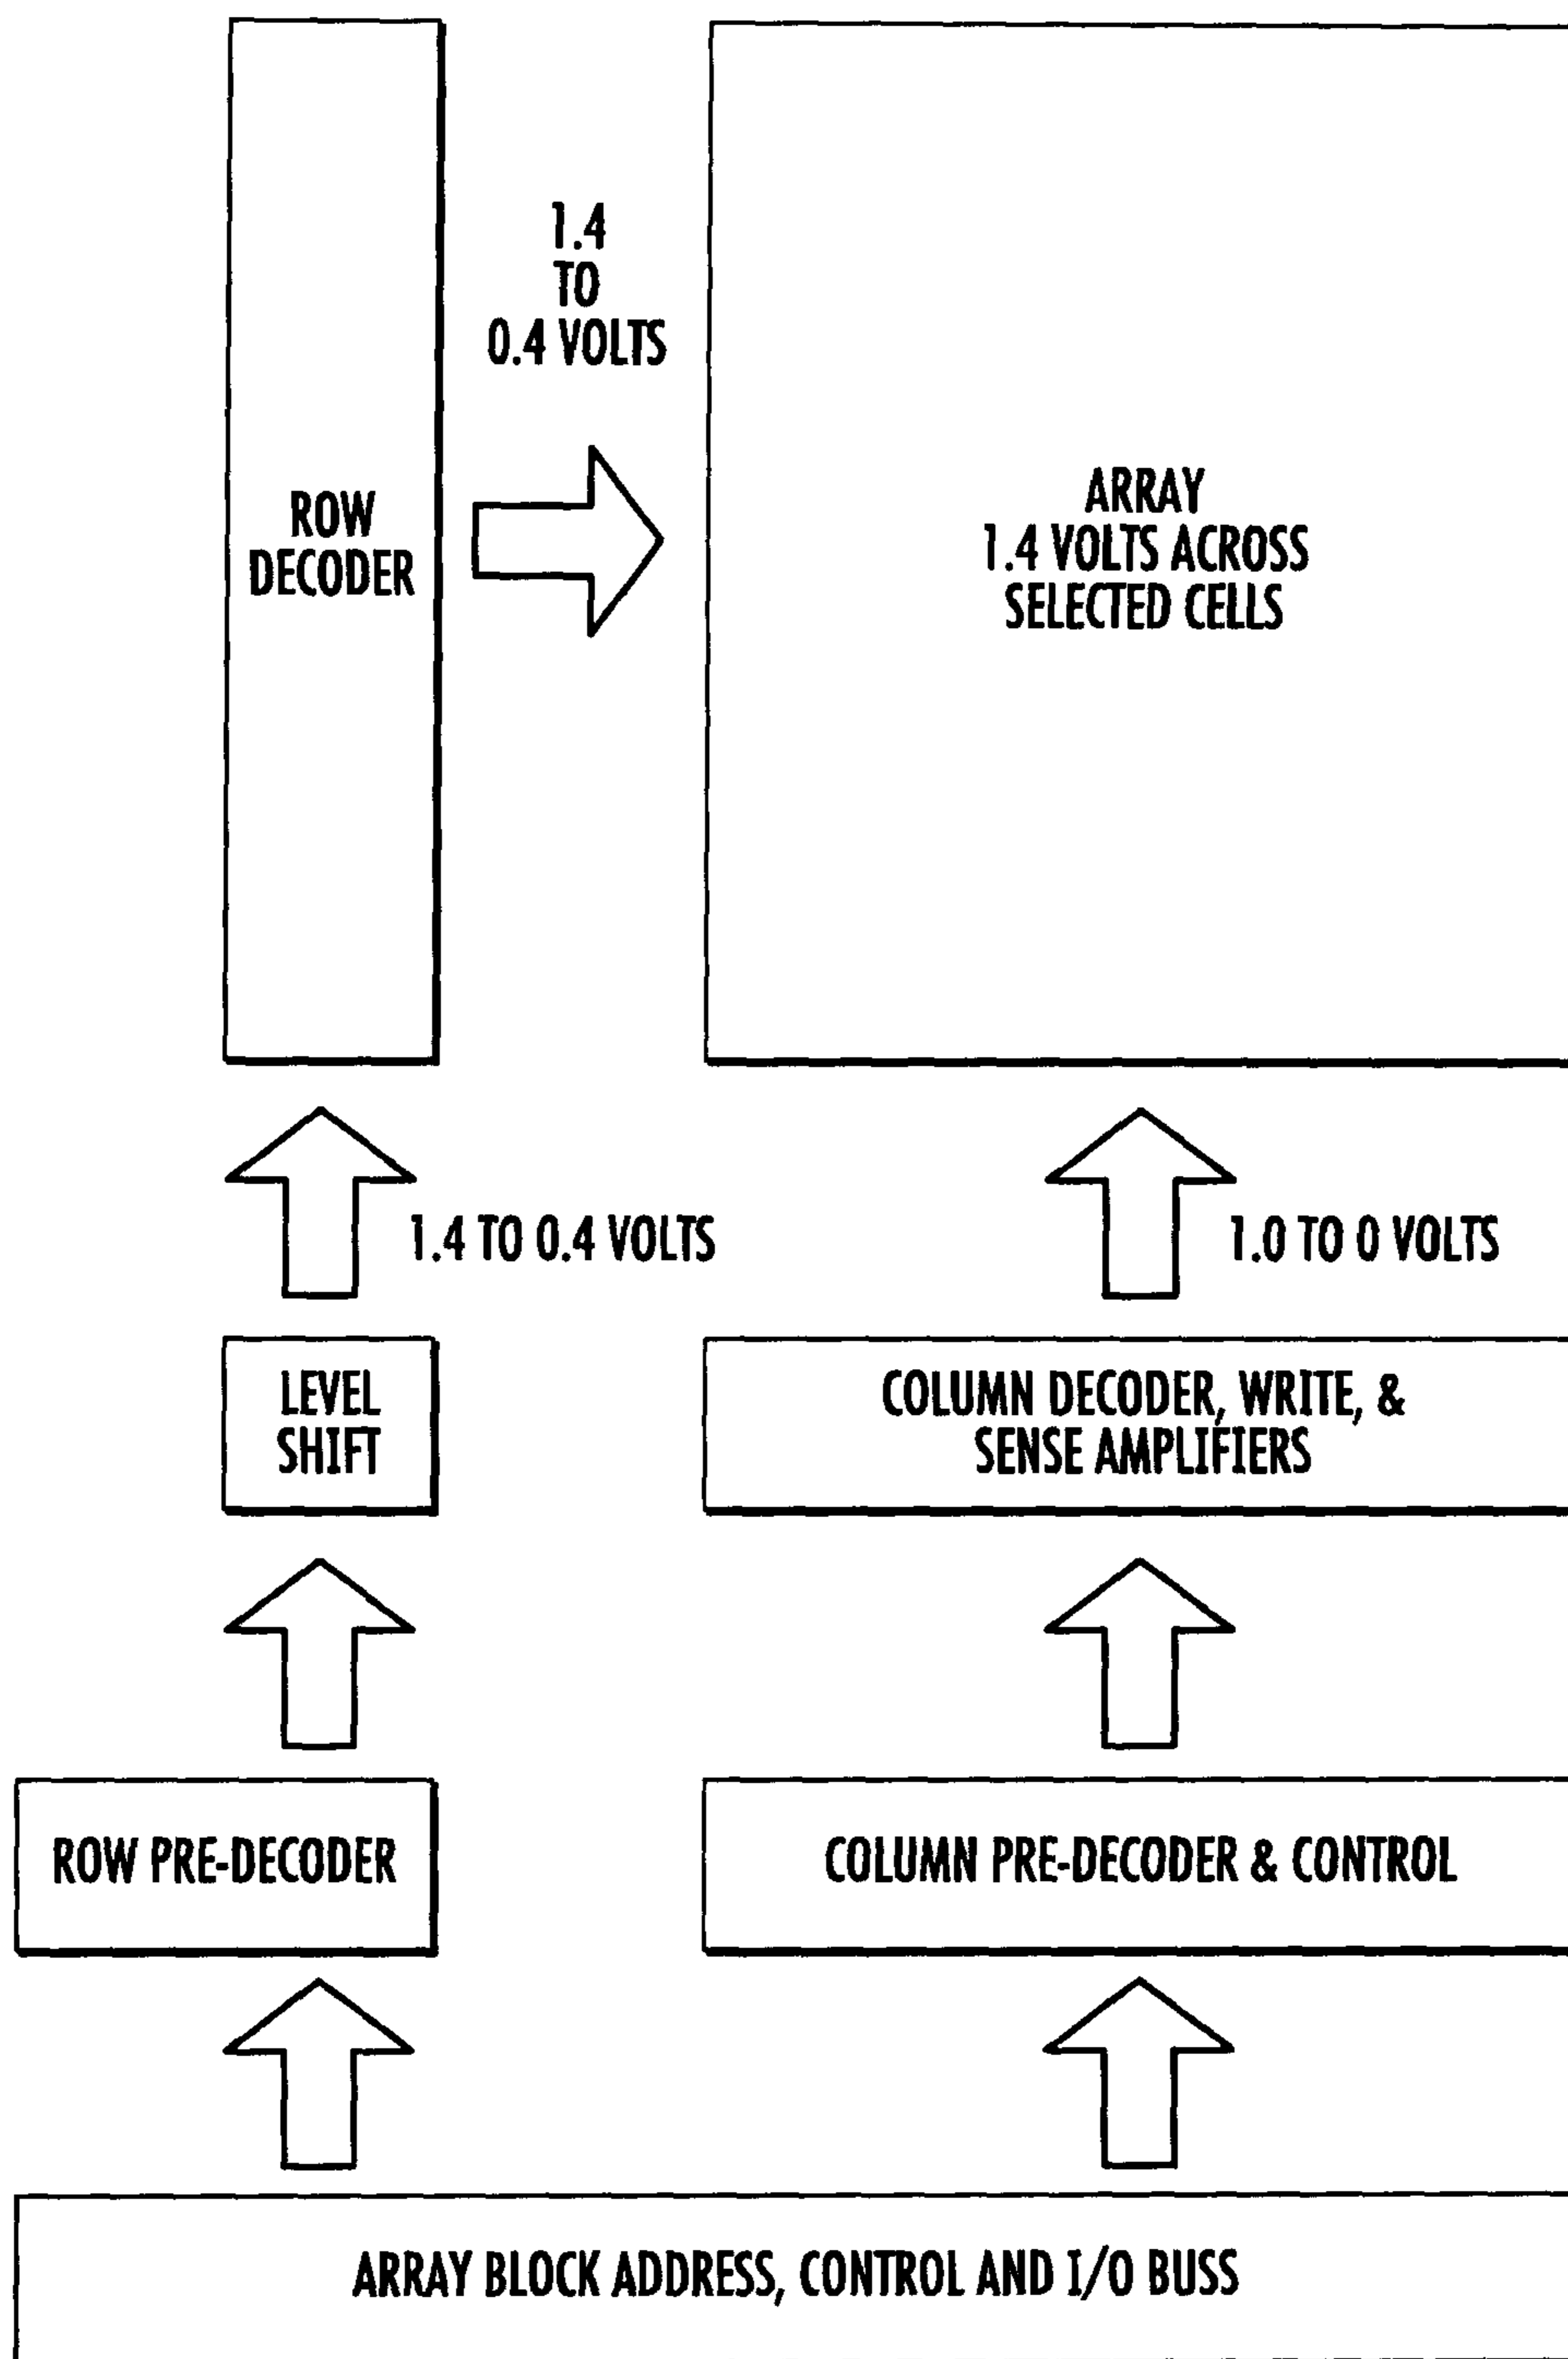 1.4
TO
0.4 VOLTS
ROW
DECODER
ARRAY
1.4 VOLTS ACROSS
SELECTED CELLS
1.4 TO 0.4 VOLTS
1.0 TO 0 VOLTS
LEVEL
SHIFT
COLUMN DECODER, WRITE, &
SENSE AMPLIFIERS
ROW PRE-DECODER
COLUMN PRE-DECODER & CONTROL
ARRAY BLOCK ADDRESS, CONTROL AND I/O BUSS